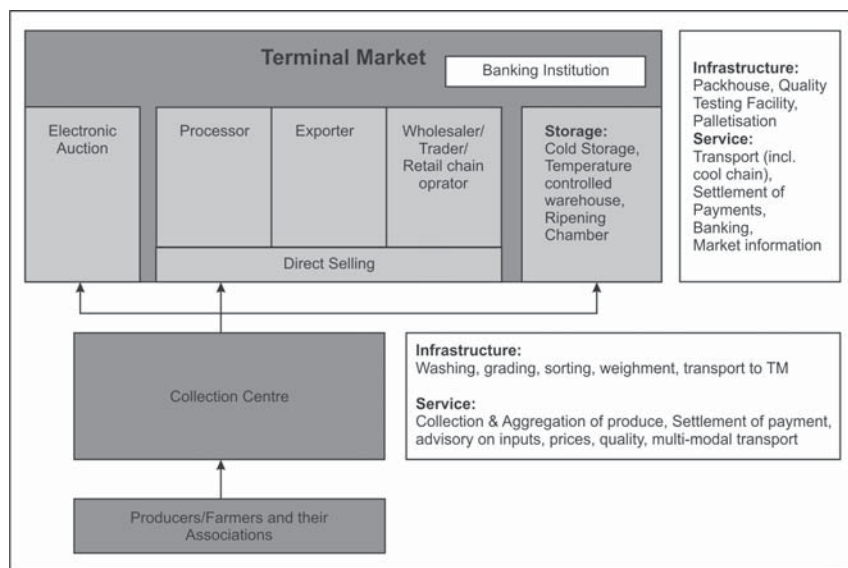 Terminal Market
Banking Institution
Electronic
Auction
Processor
Exporter
Wholesaler/
Trader/
Retail chain
oprator
Storage:
Cold Storage,
Temperature
controlled
warehouse,
Ripening
Chamber
Direct Selling
Infrastructure:
Packhouse, Quality
Testing Facility,
Palletisation
Service:
Transport (incl.
cool chain),
Settlement of
Payments,
Banking,
Market information
Collection Centre
Infrastructure:
Washing, grading, sorting, weighment, transport to TM
Service:
Collection & Aggregation of produce, Settlement of payment,
advisory on inputs, prices, quality, multi-modal transport
Producers/Farmers and their
Associations